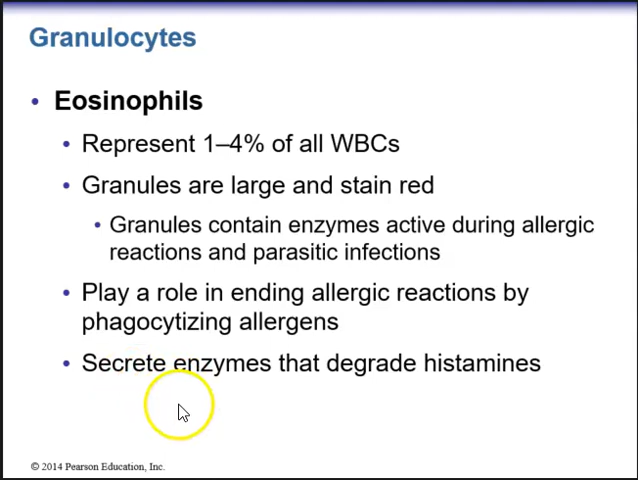 Granulocytes
• Eosinophils
• Represent 1–4% of all WBCs
• Granules are large and stain red
• Granules contain enzymes active during allergic
reactions and parasitic infections
• Play a role in ending allergic reactions by
phagocytizing allergens
• Secrete enzymes that degrade histamines
© 2014 Pearson Education, Inc.